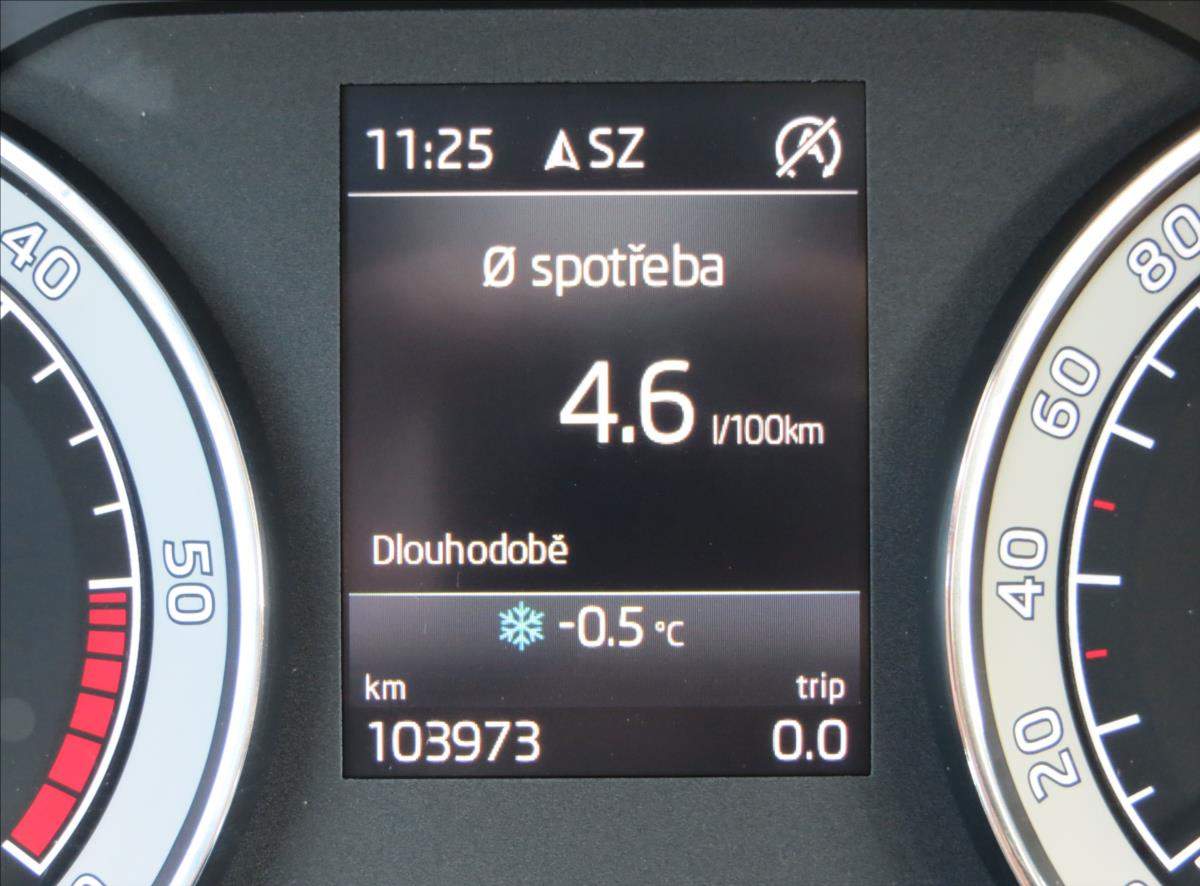 11:25 SZ
Ø spotřeba
4.6 l/100km
Dlouhodobě
-0.5 °C
km trip
103973 0.0
40
50
80
60
40
20